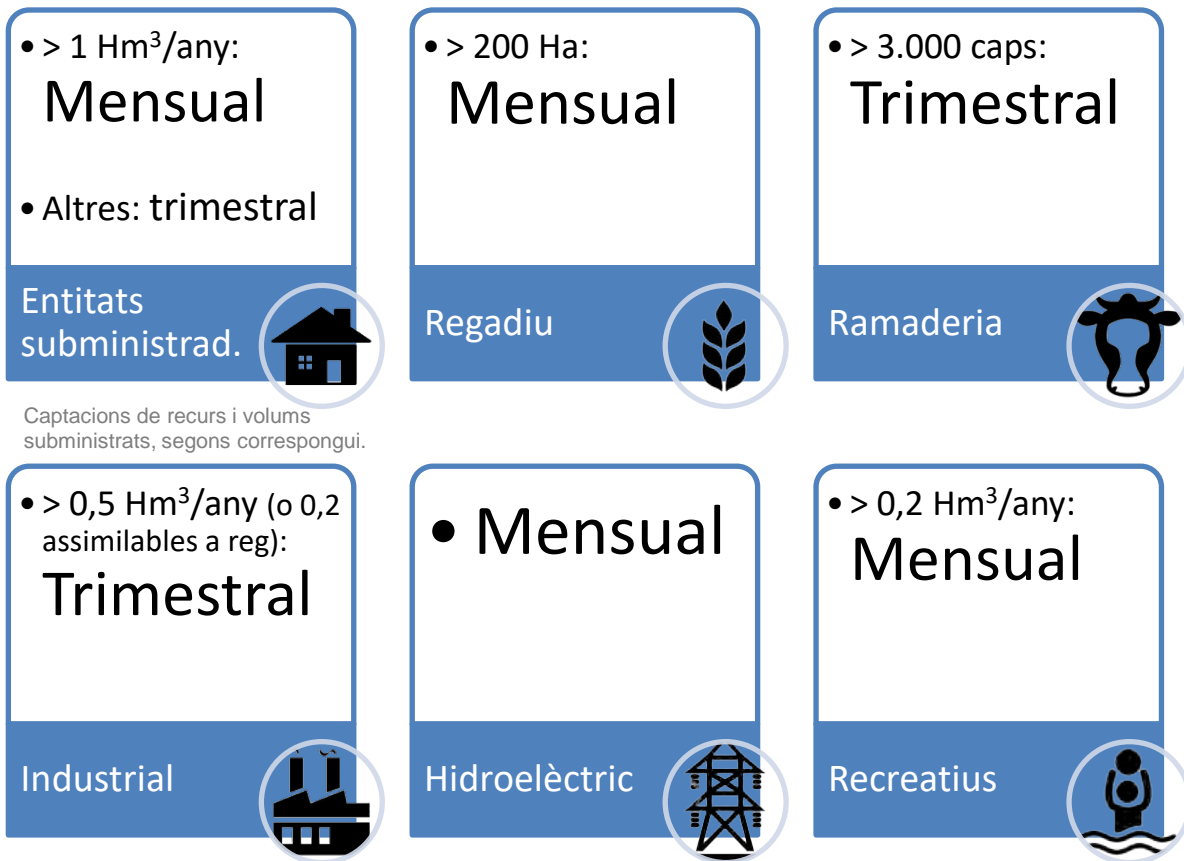 • > 1 Hm³/any:
Mensual
• Altres: trimestral
Entitats
subministrad.
• > 200 Ha:
Mensual
Regadiu
• > 3.000 caps:
Trimestral
Ramaderia
Captacions de recurs i volums
subministrats, segons correspongui.
• > 0,5 Hm³/any (o 0,2
assimilables a reg):
Trimestral
Industrial
• Mensual
Hidroelèctric
• > 0,2 Hm³/any:
Mensual
Recreatius